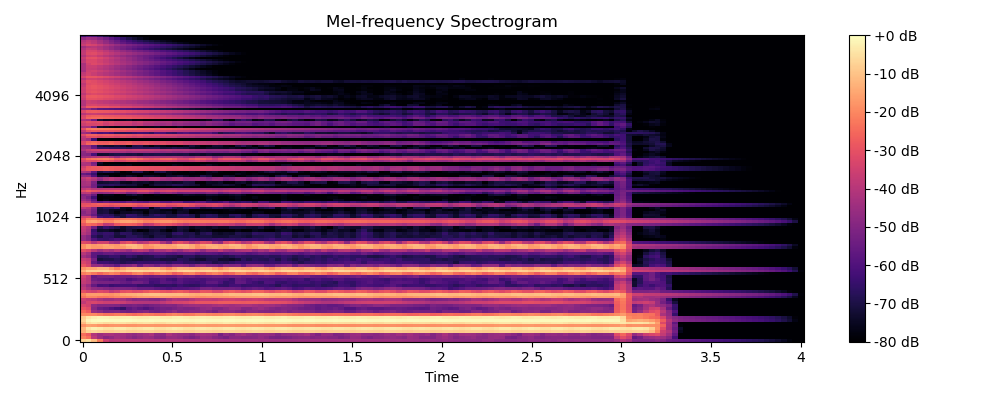 Mel-frequency Spectrogram
+0 dB
-10 dB
-20 dB
-30 dB
-40 dB
-50 dB
-60 dB
-70 dB
-80 dB
Hz
4096
2048
1024
512
0
0 0.5 1 1.5 2 2.5 3 3.5 4
Time